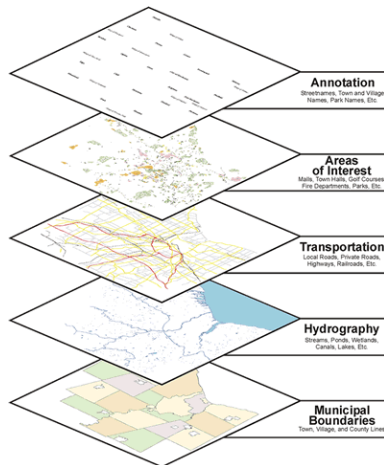 Annotation
Streetnames, Town and Village
Names, Park Names, Etc.
Areas
of Interest
Malls, Town Halls, Golf Courses
Fire Departments, Parks, Etc.
Transportation
Local Roads, Private Roads,
Highways, Railroads, Etc.
Hydrography
Streams, Ponds, Wetlands,
Canals, Lakes, Etc.
Municipal
Boundaries
Town, Village, and County Lines